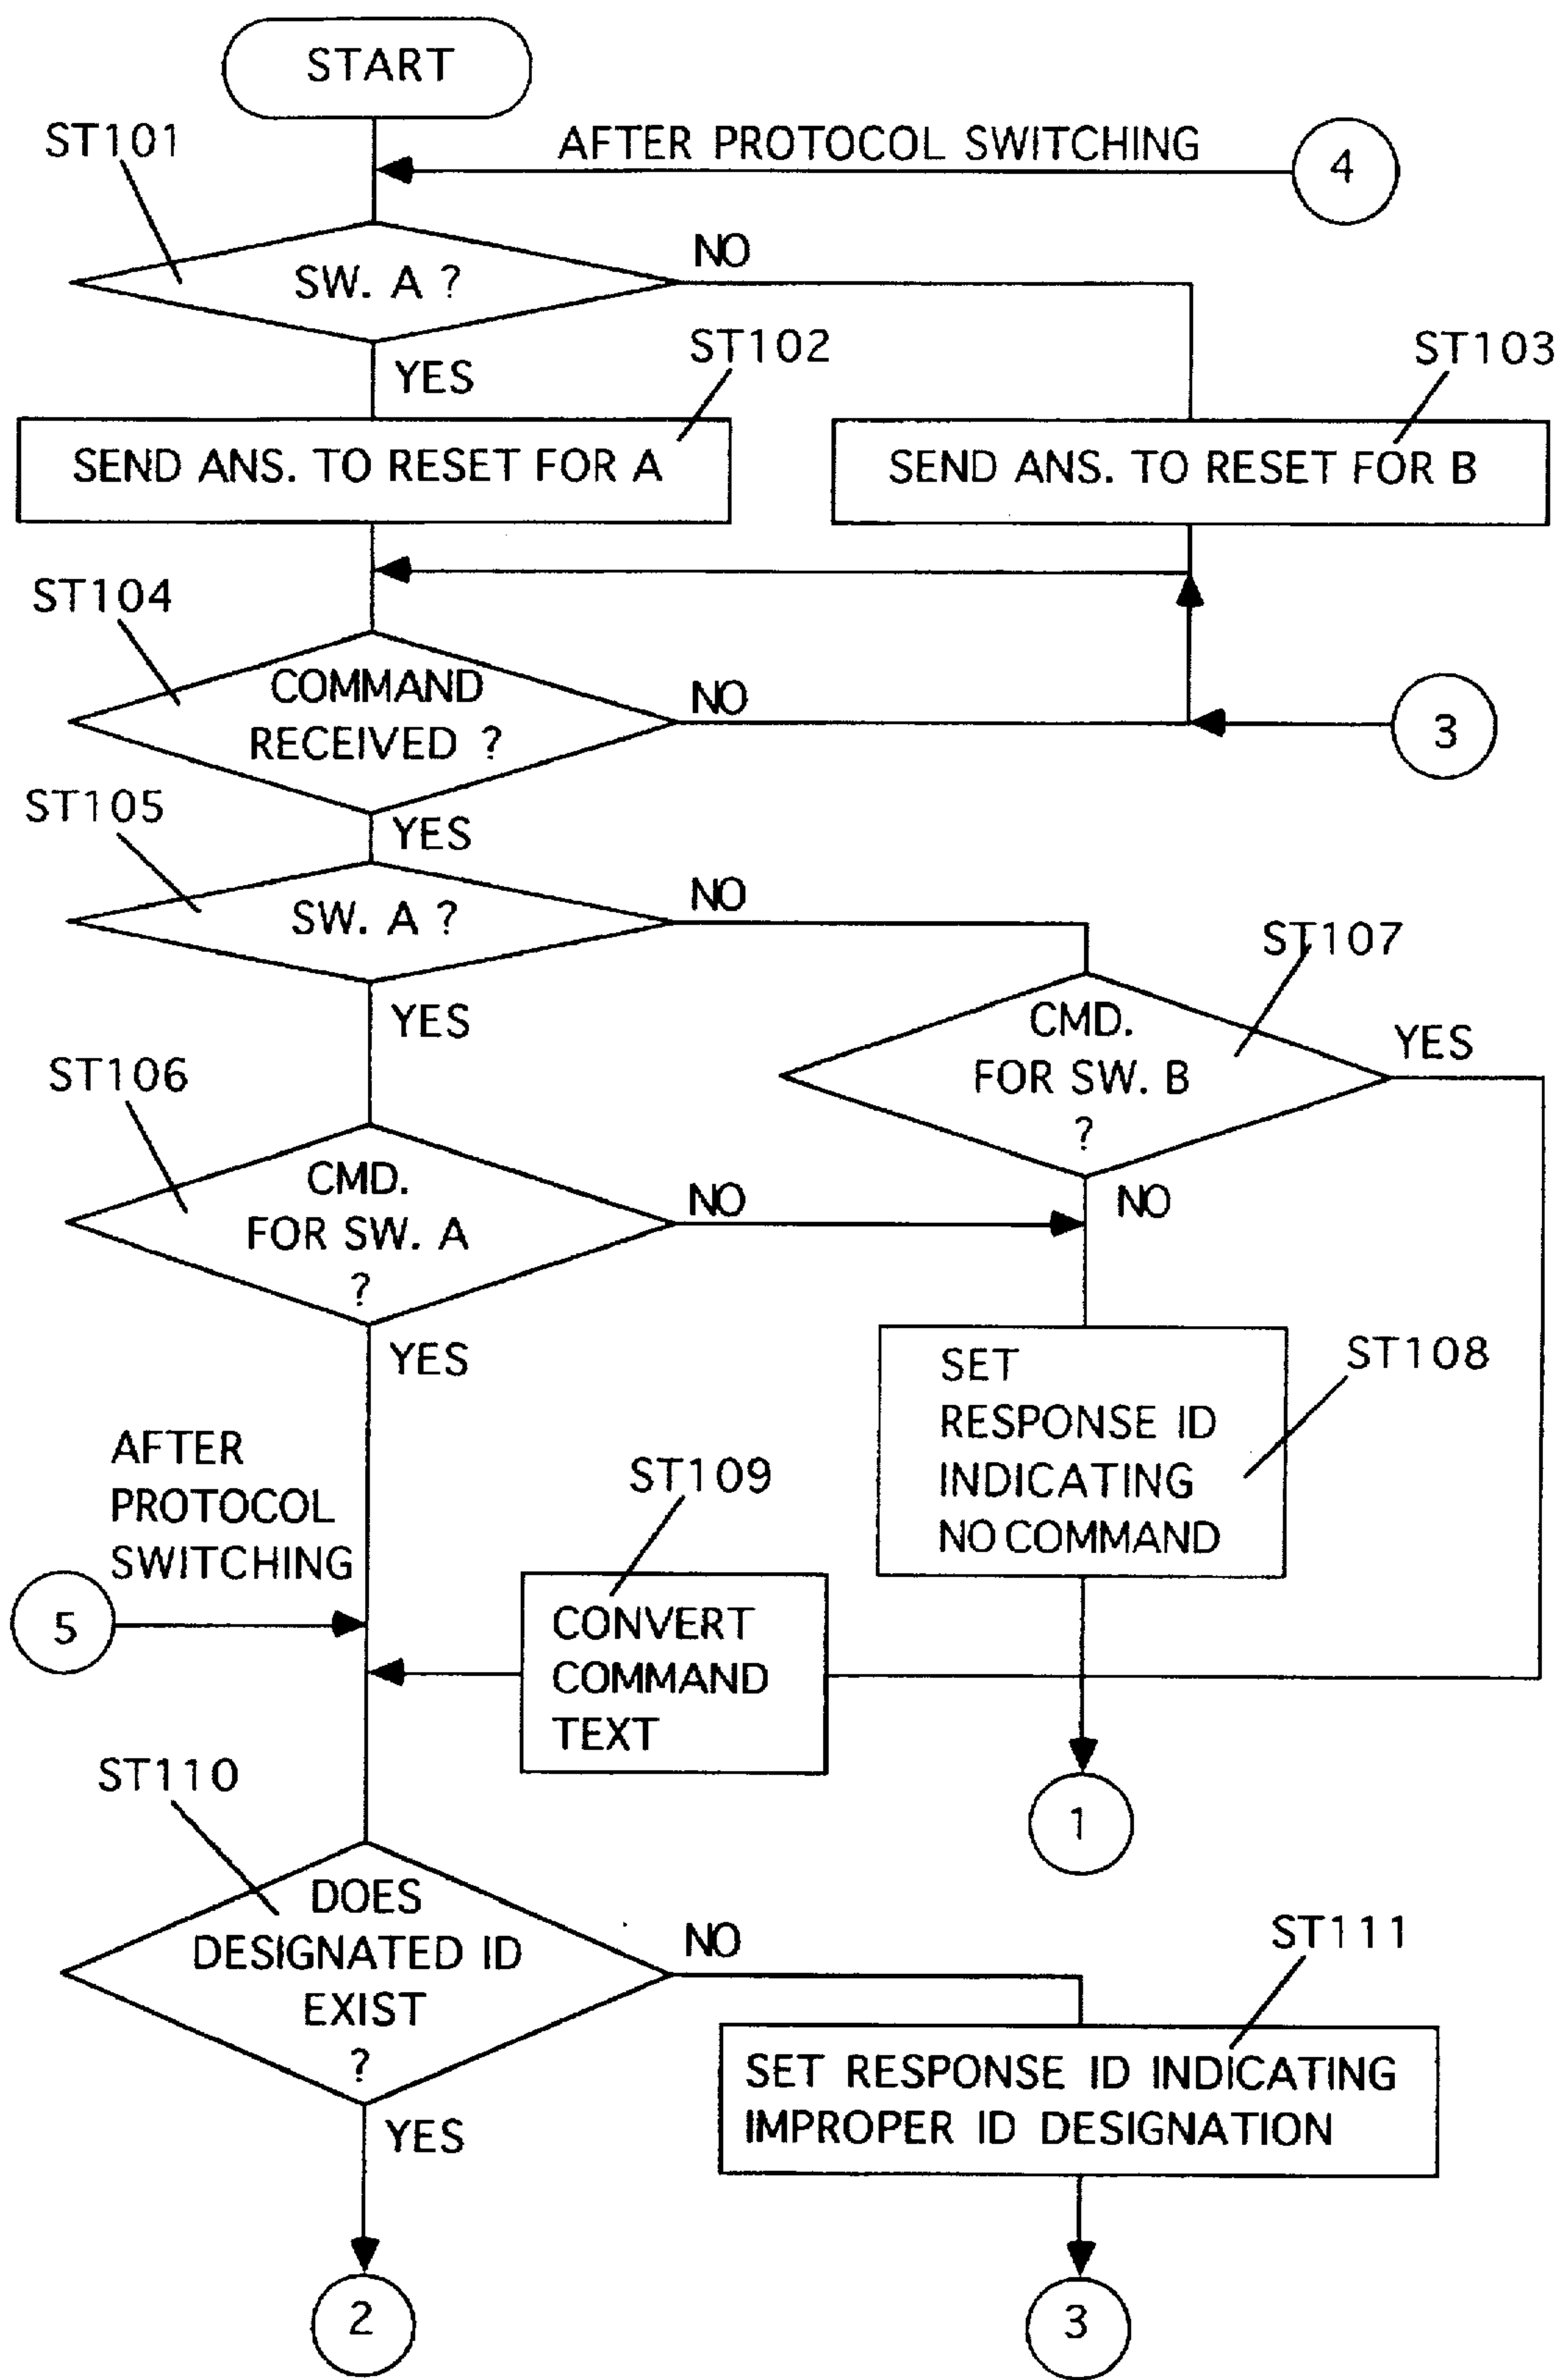 START
ST101
AFTER PROTOCOL SWITCHING
4
SW. A ?
NO
YES
ST102
ST103
SEND ANS. TO RESET FOR A
SEND ANS. TO RESET FOR B
ST104
COMMAND
RECEIVED ?
NO
3
YES
ST105
SW. A ?
NO
YES
ST107
CMD.
FOR SW. B
?
YES
NO
ST106
CMD.
FOR SW. A
?
NO
YES
SET
RESPONSE ID
INDICATING
NO COMMAND
ST108
AFTER
PROTOCOL
SWITCHING
5
ST109
CONVERT
COMMAND
TEXT
1
ST110
DOES
DESIGNATED ID
EXIST
?
NO
YES
ST111
SET RESPONSE ID INDICATING
IMPROPER ID DESIGNATION
2
3